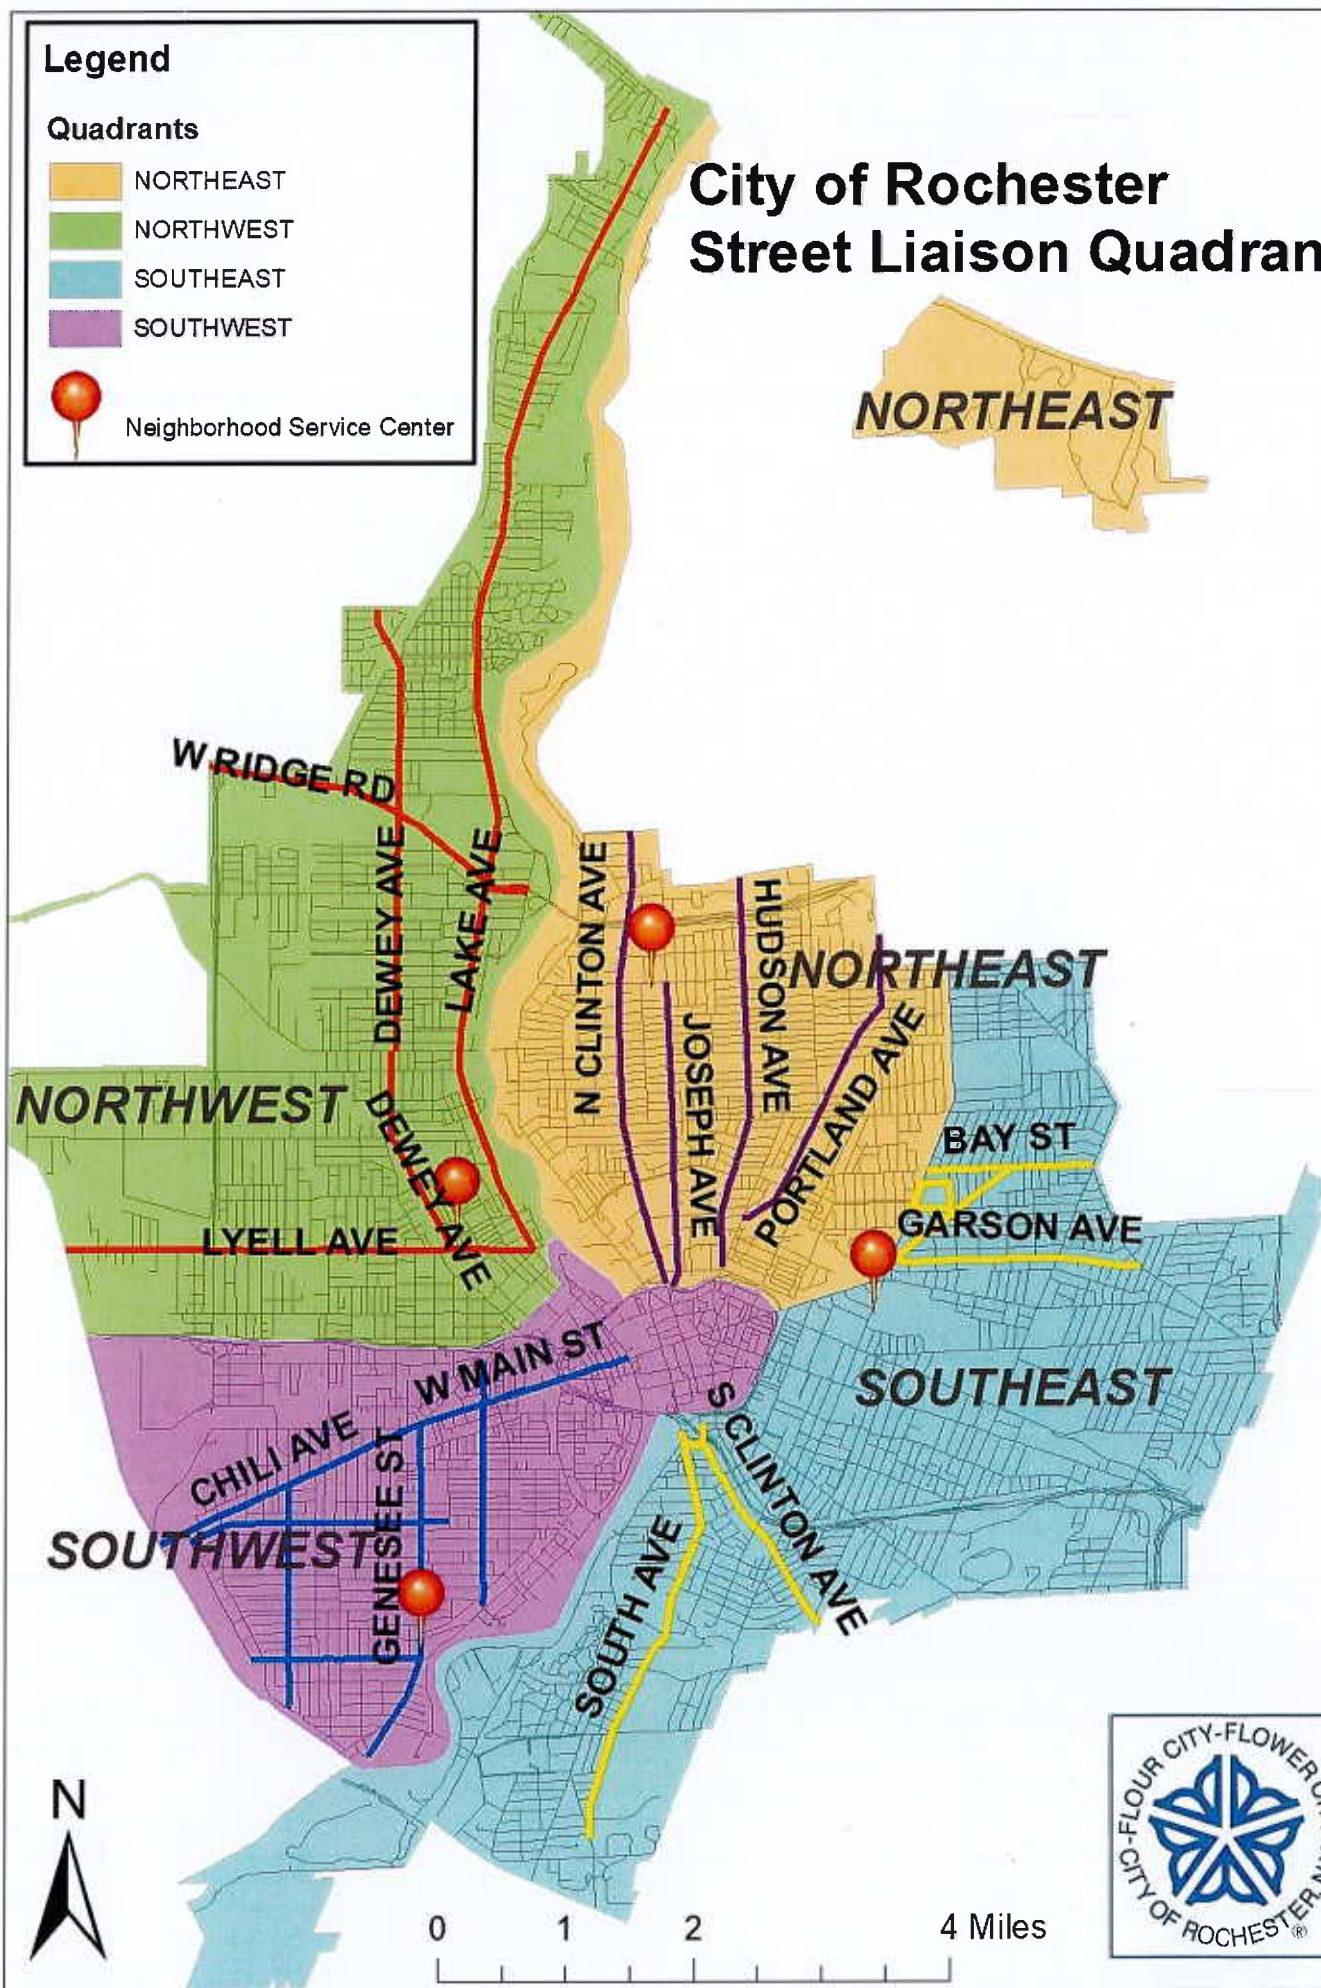 Legend
Quadrants
NORTHEAST
NORTHWEST
SOUTHEAST
SOUTHWEST
Neighborhood Service Center
City of Rochester
Street Liaison Quadran
NORTHEAST
W RIDGE RD
DEWEY AVE
LAKE AVE
N CLINTON AVE
HUDSON AVE
NORTHEAST
JOSEPH AVE
PORTLAND AVE
NORTHWEST
DEWEY AVE
BAY ST
GARSON AVE
LYELL AVE
W MAIN ST
SOUTHEAST
S CLINTON AVE
CHILI AVE
GENESEE ST
SOUTHWEST
SOUTH AVE
N
0 1 2 4 Miles
FLOUR CITY-FLOWER C
CITY OF ROCHESTER, N
®